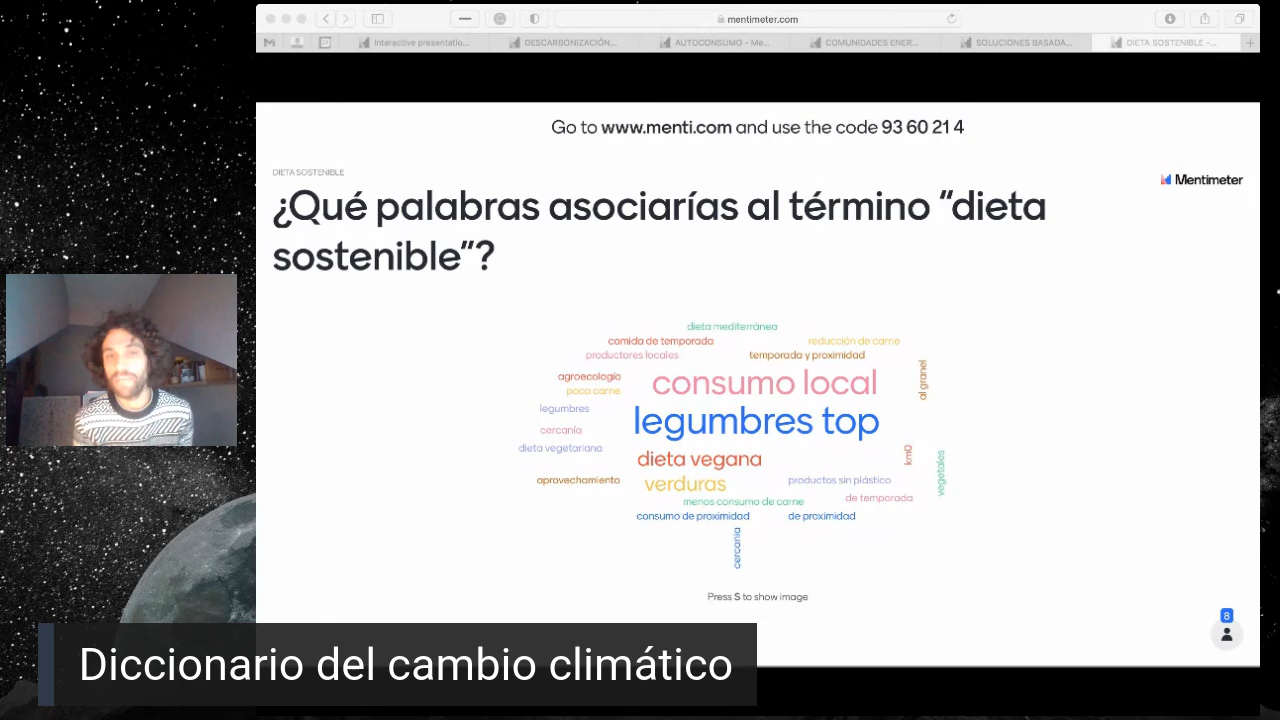 mentimeter.com
Interactive presentatio...
DESCARBONIZACIÓN...
AUTOCONSUMO - Me...
COMUNIDADES ENER...
SOLUCIONES BASADA...
DIETA SOSTENIBLE -...
Go to www.menti.com and use the code 93 60 21 4
DIETA SOSTENIBLE
Mentimeter
¿Qué palabras asociarías al término “dieta
sostenible”?
dieta mediterránea
comida de temporada
reducción de carne
productores locales
temporada y proximidad
agroecología
consumo local
al granel
poco carne
legumbres
legumbres top
cercanía
dieta vegetariana
dieta vegana
km0
vegetales
aprovechamiento
verduras
productos sin plástico
menos consumo de carne
de temporada
consumo de proximidad
de proximidad
cercania
Press S to show image
8
Diccionario del cambio climático